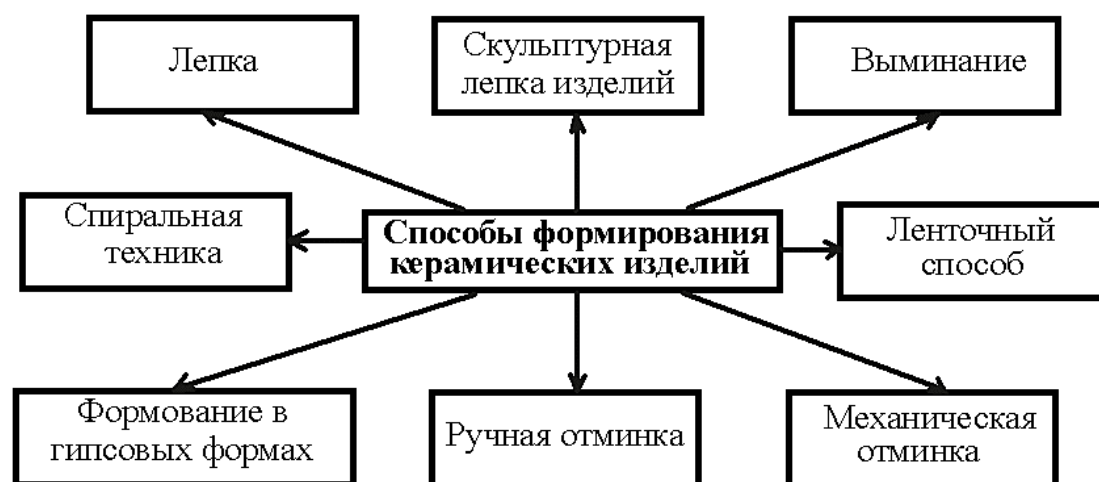 Лепка
Скульптурная
лепка изделий
Выминание
Спиральная
техника
Способы формирования
керамических изделий
Ленточный
способ
Формование в
гипсовых формах
Ручная отминка
Механическая
отминка